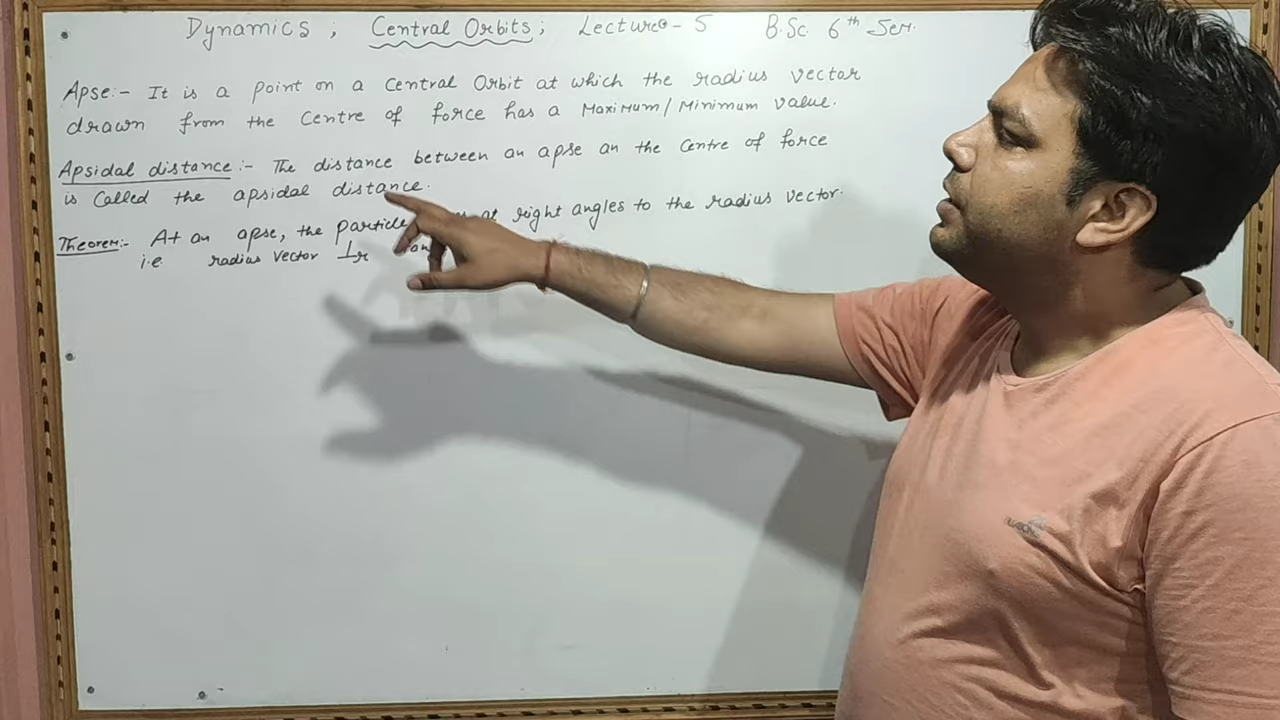 Dynamics ; Central Orbits ; Lecture - 5 B.Sc. 6th Sem.
Apse:- It is a point on a Central Orbit at which the radius vector
drawn from the Centre of force has a Maximum/Minimum value.
Apsidal distance:- The distance between an apse an the Centre of force
is Called the apsidal distance.
Theorem:- At an apse, the particle at right angles to the radius vector.
i.e radius vector ⊥r